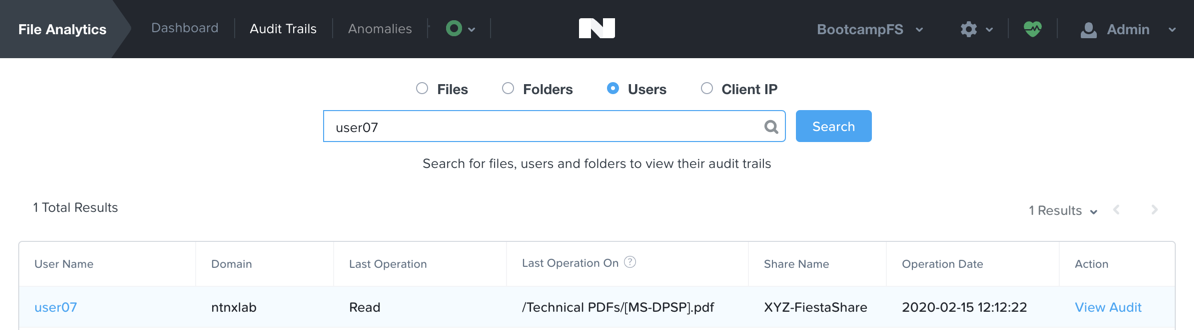 File Analytics Dashboard Audit Trails Anomalies BootcampFS Admin
Files Folders Users Client IP
user07 Search
Search for files, users and folders to view their audit trails
1 Total Results 1 Results
User Name Domain Last Operation Last Operation On ? Share Name Operation Date Action
user07 ntnxlab Read /Technical PDFs/[MS-DPSP].pdf XYZ-FiestaShare 2020-02-15 12:12:22 View Audit